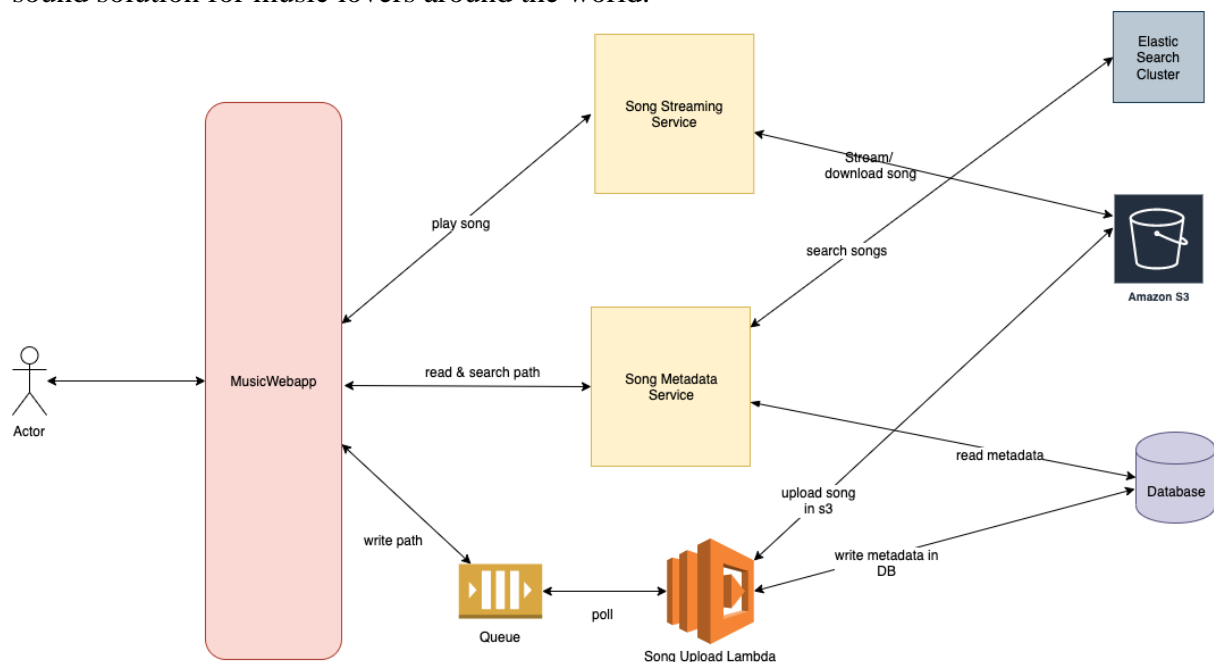 sound solution for music lovers around the world.
Elastic
Search
Cluster
Song Streaming
Service
Stream/
download song
play song
search songs
Amazon S3
MusicWebapp
read & search path
Song Metadata
Service
Actor
read metadata
Database
upload song
in s3
write path
write metadata in
DB
poll
Queue
Song Upload Lambda